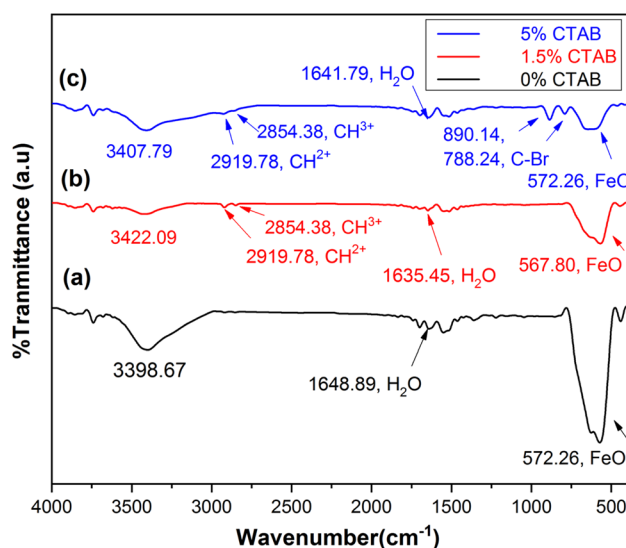 5% CTAB
1.5% CTAB
0% CTAB
(c)
1641.79, H₂O
3407.79
2854.38, CH³⁺
2919.78, CH²⁺
890.14,
788.24, C-Br
572.26, FeO
(b)
3422.09
2854.38, CH³⁺
2919.78, CH²⁺
1635.45, H₂O
567.80, FeO
(a)
3398.67
1648.89, H₂O
572.26, FeO
%Tranmittance (a.u)
4000 3500 3000 2500 2000 1500 1000 500
Wavenumber(cm⁻¹)